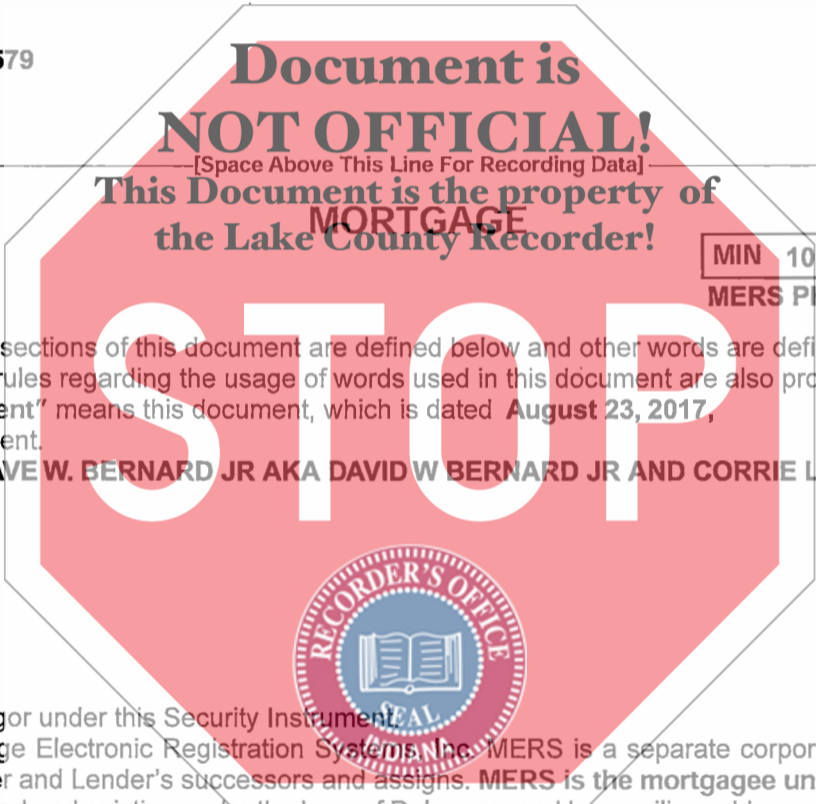 579
Document is
NOT OFFICIAL!
[Space Above This Line For Recording Data]
This Document is the property of
MORTGAGE
the Lake County Recorder!
MIN 10
MERS P
STOP
sections of this document are defined below and other words are defi
ules regarding the usage of words used in this document are also pro
ent” means this document, which is dated August 23, 2017,
ent.
VE W. BERNARD JR AKA DAVID W BERNARD JR AND CORRIE L
RECORDER'S OFFICE
SEAL
INDIANA
gor under this Security Instrument.
ge Electronic Registration Systems, Inc. MERS is a separate corpor
r and Lender’s successors and assigns. MERS is the mortgagee un